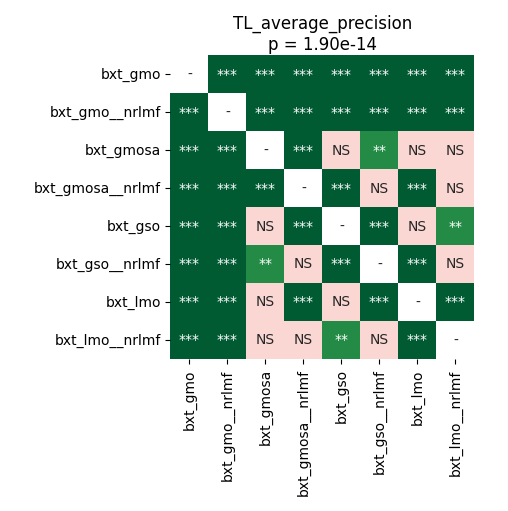 TL_average_precision
p = 1.90e-14
bxt_gmo - *** *** *** *** *** *** ***
bxt_gmo__nrlmf *** - *** *** *** *** *** ***
bxt_gmosa *** *** - *** NS ** NS NS
bxt_gmosa__nrlmf *** *** *** - *** NS *** NS
bxt_gso *** *** NS *** - *** NS **
bxt_gso__nrlmf *** *** ** NS *** - *** NS
bxt_lmo *** *** NS *** NS *** - ***
bxt_lmo__nrlmf *** *** NS NS ** NS *** -
bxt_gmo
bxt_gmo__nrlmf
bxt_gmosa
bxt_gmosa__nrlmf
bxt_gso
bxt_gso__nrlmf
bxt_lmo
bxt_lmo__nrlmf